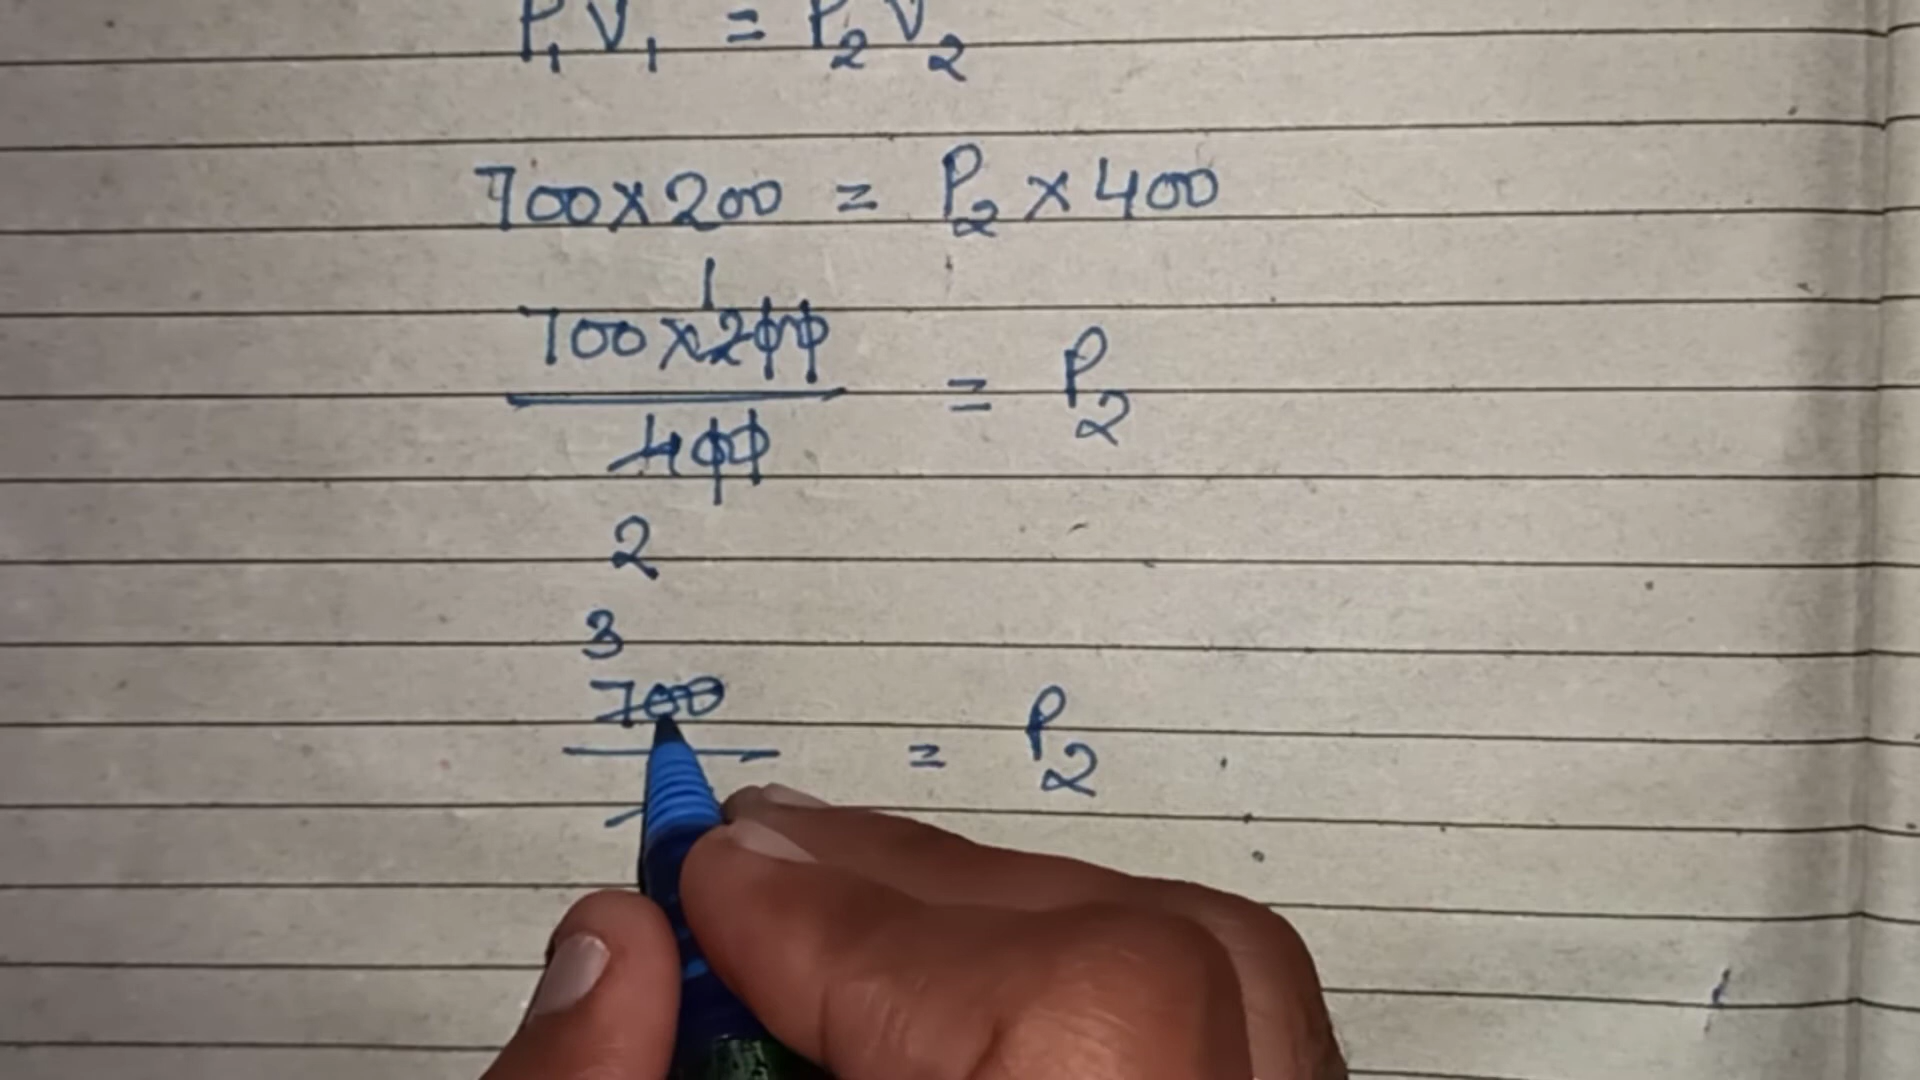 P₁V₁ = P₂V₂
700×200 = P₂ × 400
1
700×200
400
= P₂
2
3
700
= P₂